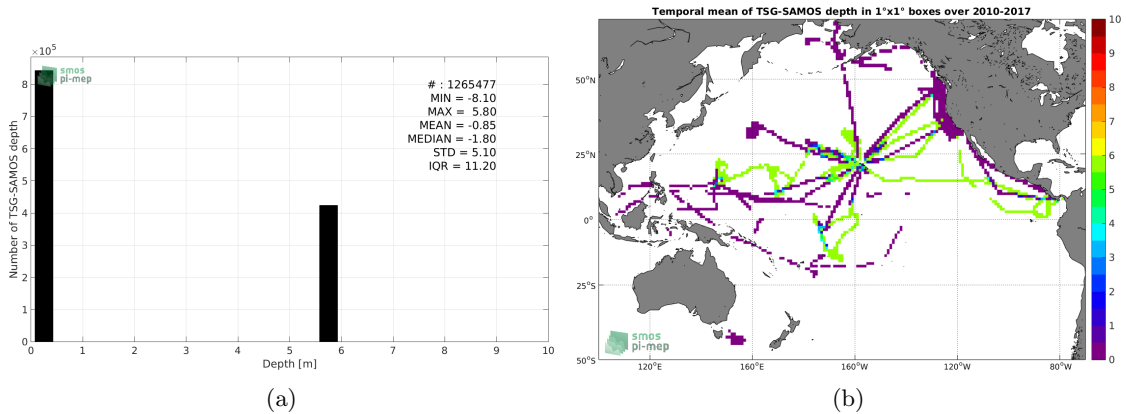 ×10⁵
8
7
6
5
4
3
2
1
0
Number of TSG-SAMOS depth
smos
pi-mep
# : 1265477
MIN = -8.10
MAX = 5.80
MEAN = -0.85
MEDIAN = -1.80
STD = 5.10
IQR = 11.20
0 1 2 3 4 5 6 7 8 9 10
Depth [m]
(a)
Temporal mean of TSG-SAMOS depth in 1°x1° boxes over 2010-2017
50°N
25°N
0°
25°S
50°S
smos
pi-mep
120°E 160°E 160°W 120°W 80°W
10
9
8
7
6
5
4
3
2
1
0
(b)